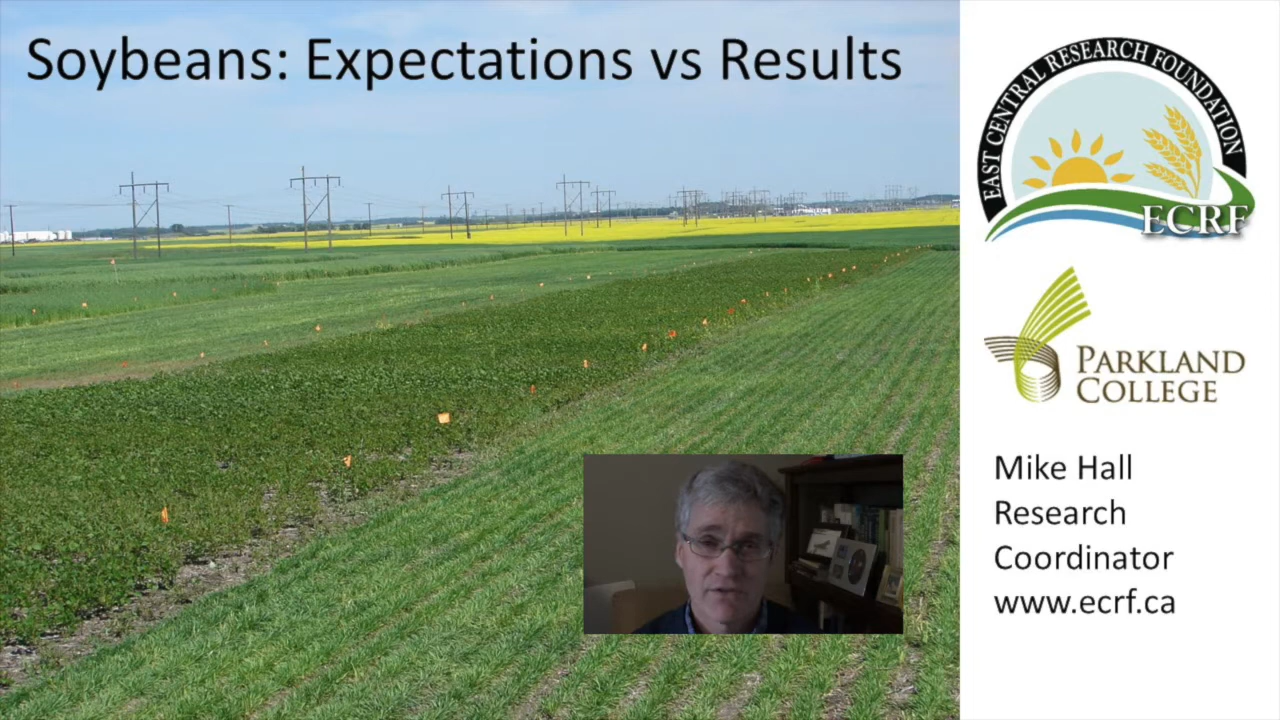 Soybeans: Expectations vs Results
EAST CENTRAL RESEARCH FOUNDATION
ECRF
PARKLAND
COLLEGE
Mike Hall
Research
Coordinator
www.ecrf.ca